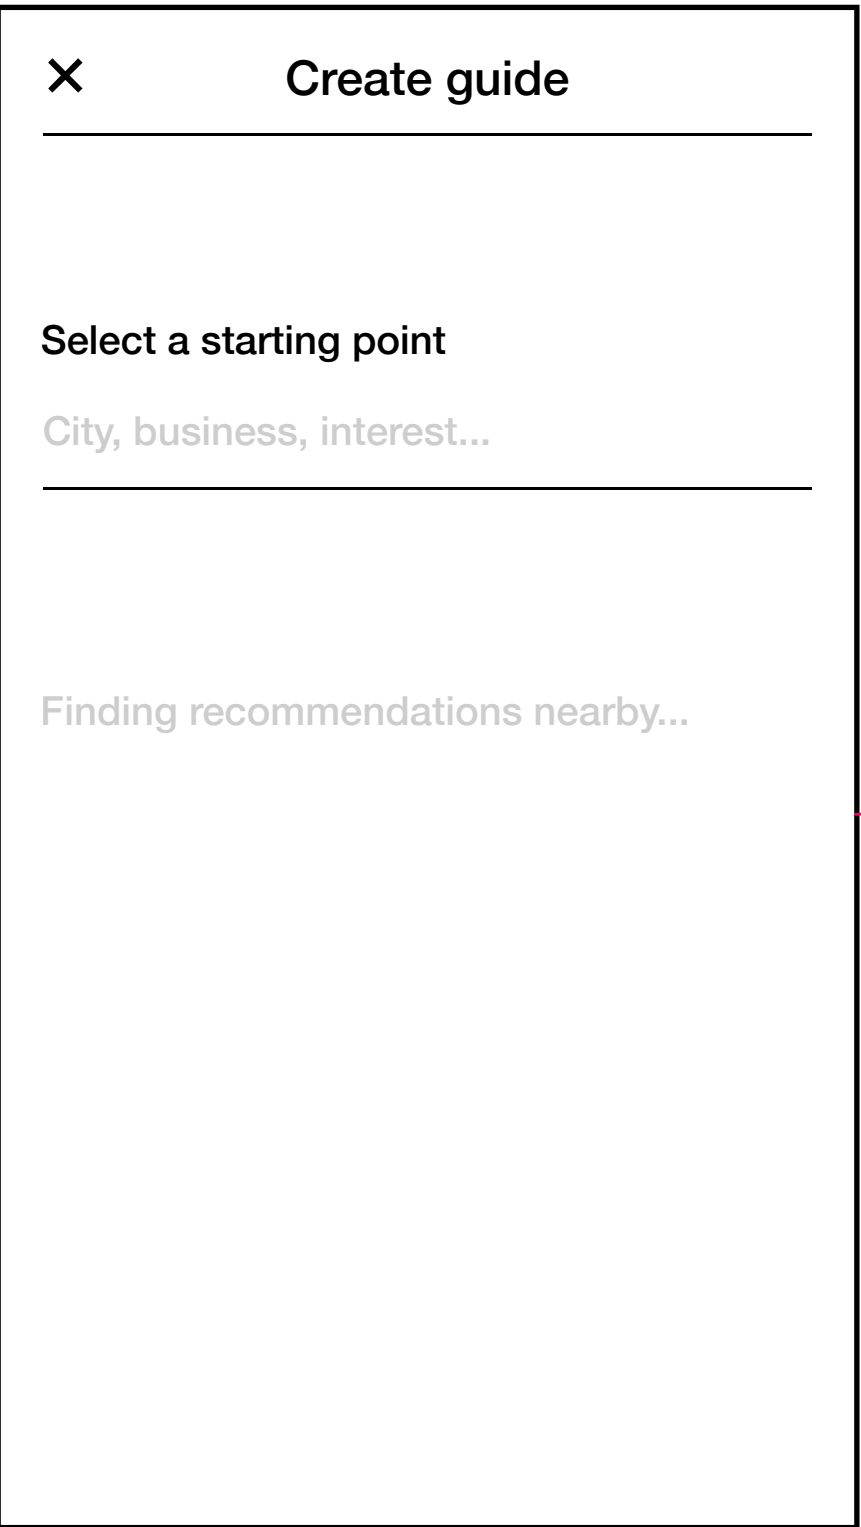 Create guide
Select a starting point
City, business, interest...
Finding recommendations nearby...